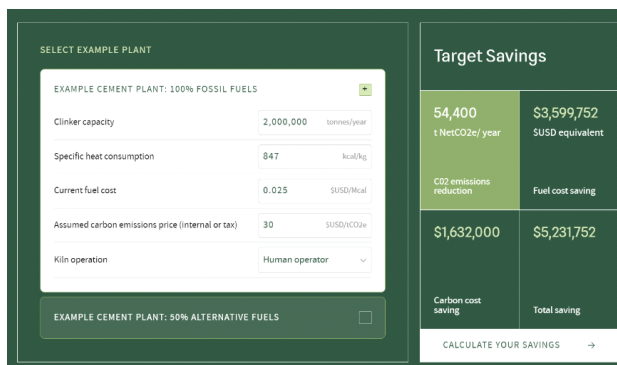 SELECT EXAMPLE PLANT
EXAMPLE CEMENT PLANT: 100% FOSSIL FUELS
+
Clinker capacity 2,000,000 tonnes/year
Specific heat consumption 847 kcal/kg
Current fuel cost 0.025 $USD/Mcal
Assumed carbon emissions price (internal or tax) 30 $USD/tCO2e
Kiln operation Human operator
EXAMPLE CEMENT PLANT: 50% ALTERNATIVE FUELS
Target Savings
54,400
t NetCO2e/ year
C02 emissions
reduction
$3,599,752
$USD equivalent
Fuel cost saving
$1,632,000
Carbon cost
saving
$5,231,752
Total saving
CALCULATE YOUR SAVINGS →